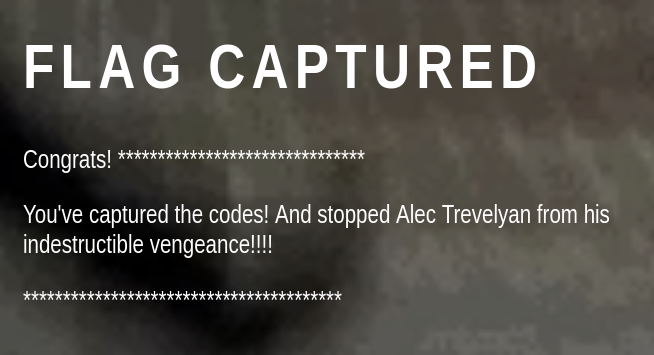 FLAG CAPTURED
Congrats! *******************************
You've captured the codes! And stopped Alec Trevelyan from his
indestructible vengeance!!!!
****************************************